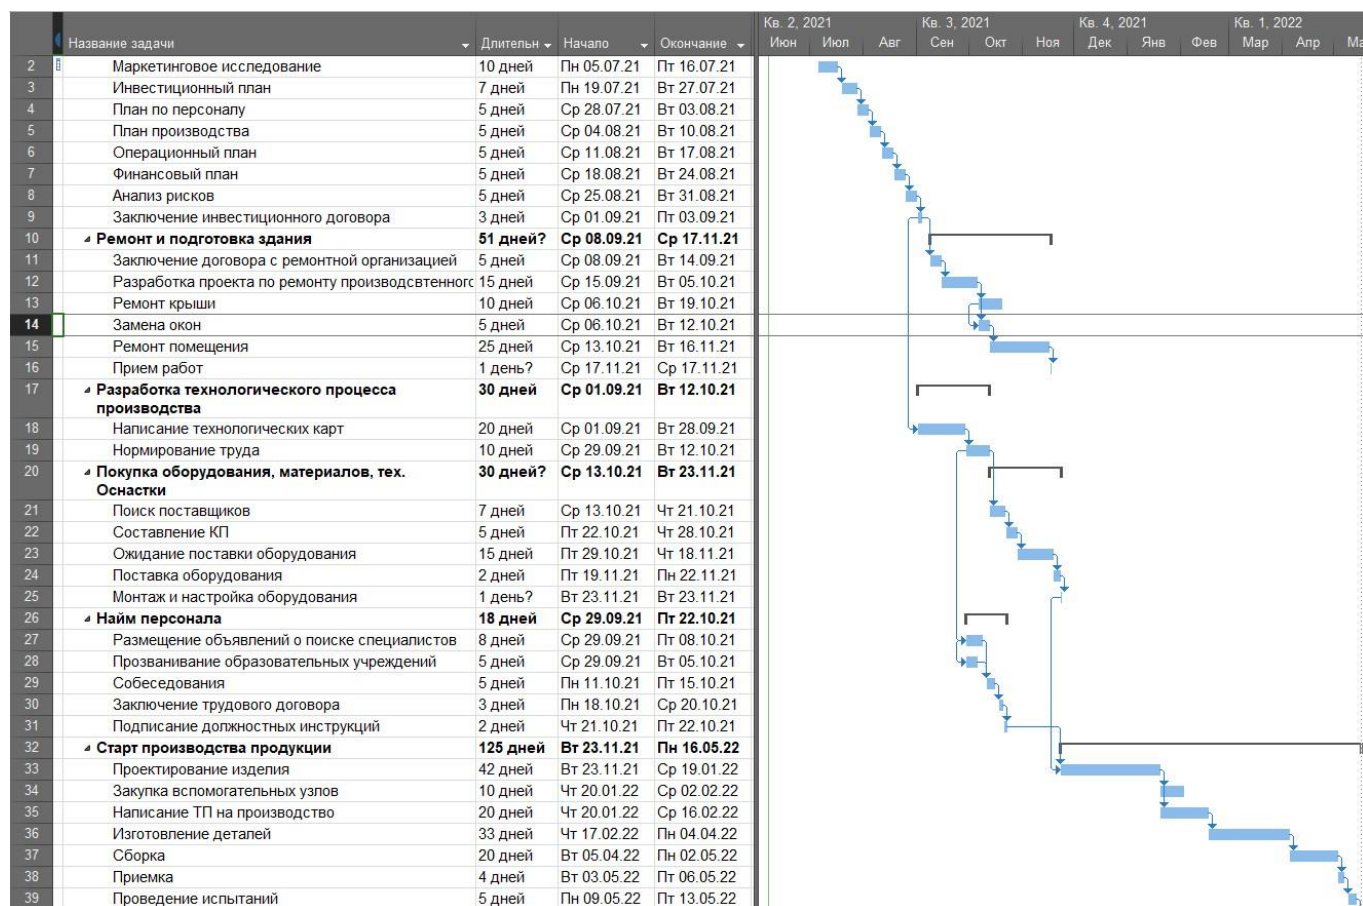 Кв. 2, 2021 Кв. 3, 2021 Кв. 4, 2021 Кв. 1, 2022
Название задачи Длительн Начало Окончание Июн Июл Авг Сен Окт Ноя Дек Янв Фев Мар Апр Ма
2 Маркетинговое исследование 10 дней Пн 05.07.21 Пт 16.07.21
3 Инвестиционный план 7 дней Пн 19.07.21 Вт 27.07.21
4 План по персоналу 5 дней Ср 28.07.21 Вт 03.08.21
5 План производства 5 дней Ср 04.08.21 Вт 10.08.21
6 Операционный план 5 дней Ср 11.08.21 Вт 17.08.21
7 Финансовый план 5 дней Ср 18.08.21 Вт 24.08.21
8 Анализ рисков 5 дней Ср 25.08.21 Вт 31.08.21
9 Заключение инвестиционного договора 3 дней Ср 01.09.21 Пт 03.09.21
10 Ремонт и подготовка здания 51 дней? Ср 08.09.21 Ср 17.11.21
11 Заключение договора с ремонтной организацией 5 дней Ср 08.09.21 Вт 14.09.21
12 Разработка проекта по ремонту производсвтенного 15 дней Ср 15.09.21 Вт 05.10.21
13 Ремонт крыши 10 дней Ср 06.10.21 Вт 19.10.21
14 Замена окон 5 дней Ср 06.10.21 Вт 12.10.21
15 Ремонт помещения 25 дней Ср 13.10.21 Вт 16.11.21
16 Прием работ 1 день? Ср 17.11.21 Ср 17.11.21
17 Разработка технологического процесса 30 дней Ср 01.09.21 Вт 12.10.21
производства
18 Написание технологических карт 20 дней Ср 01.09.21 Вт 28.09.21
19 Нормирование труда 10 дней Ср 29.09.21 Вт 12.10.21
20 Покупка оборудования, материалов, тех. 30 дней? Ср 13.10.21 Вт 23.11.21
Оснастки
21 Поиск поставщиков 7 дней Ср 13.10.21 Чт 21.10.21
22 Составление КП 5 дней Пт 22.10.21 Чт 28.10.21
23 Ожидание поставки оборудования 15 дней Пт 29.10.21 Чт 18.11.21
24 Поставка оборудования 2 дней Пт 19.11.21 Пн 22.11.21
25 Монтаж и настройка оборудования 1 день? Вт 23.11.21 Вт 23.11.21
26 Найм персонала 18 дней Ср 29.09.21 Пт 22.10.21
27 Размещение объявлений о поиске специалистов 8 дней Ср 29.09.21 Пт 08.10.21
28 Прозванивание образовательных учреждений 5 дней Ср 29.09.21 Вт 05.10.21
29 Собеседования 5 дней Пн 11.10.21 Пт 15.10.21
30 Заключение трудового договора 3 дней Пн 18.10.21 Ср 20.10.21
31 Подписание должностных инструкций 2 дней Чт 21.10.21 Пт 22.10.21
32 Старт производства продукции 125 дней Вт 23.11.21 Пн 16.05.22
33 Проектирование изделия 42 дней Вт 23.11.21 Ср 19.01.22
34 Закупка вспомогательных узлов 10 дней Чт 20.01.22 Ср 02.02.22
35 Написание ТП на производство 20 дней Чт 20.01.22 Ср 16.02.22
36 Изготовление деталей 33 дней Чт 17.02.22 Пн 04.04.22
37 Сборка 20 дней Вт 05.04.22 Пн 02.05.22
38 Приемка 4 дней Вт 03.05.22 Пт 06.05.22
39 Проведение испытаний 5 дней Пн 09.05.22 Пт 13.05.22